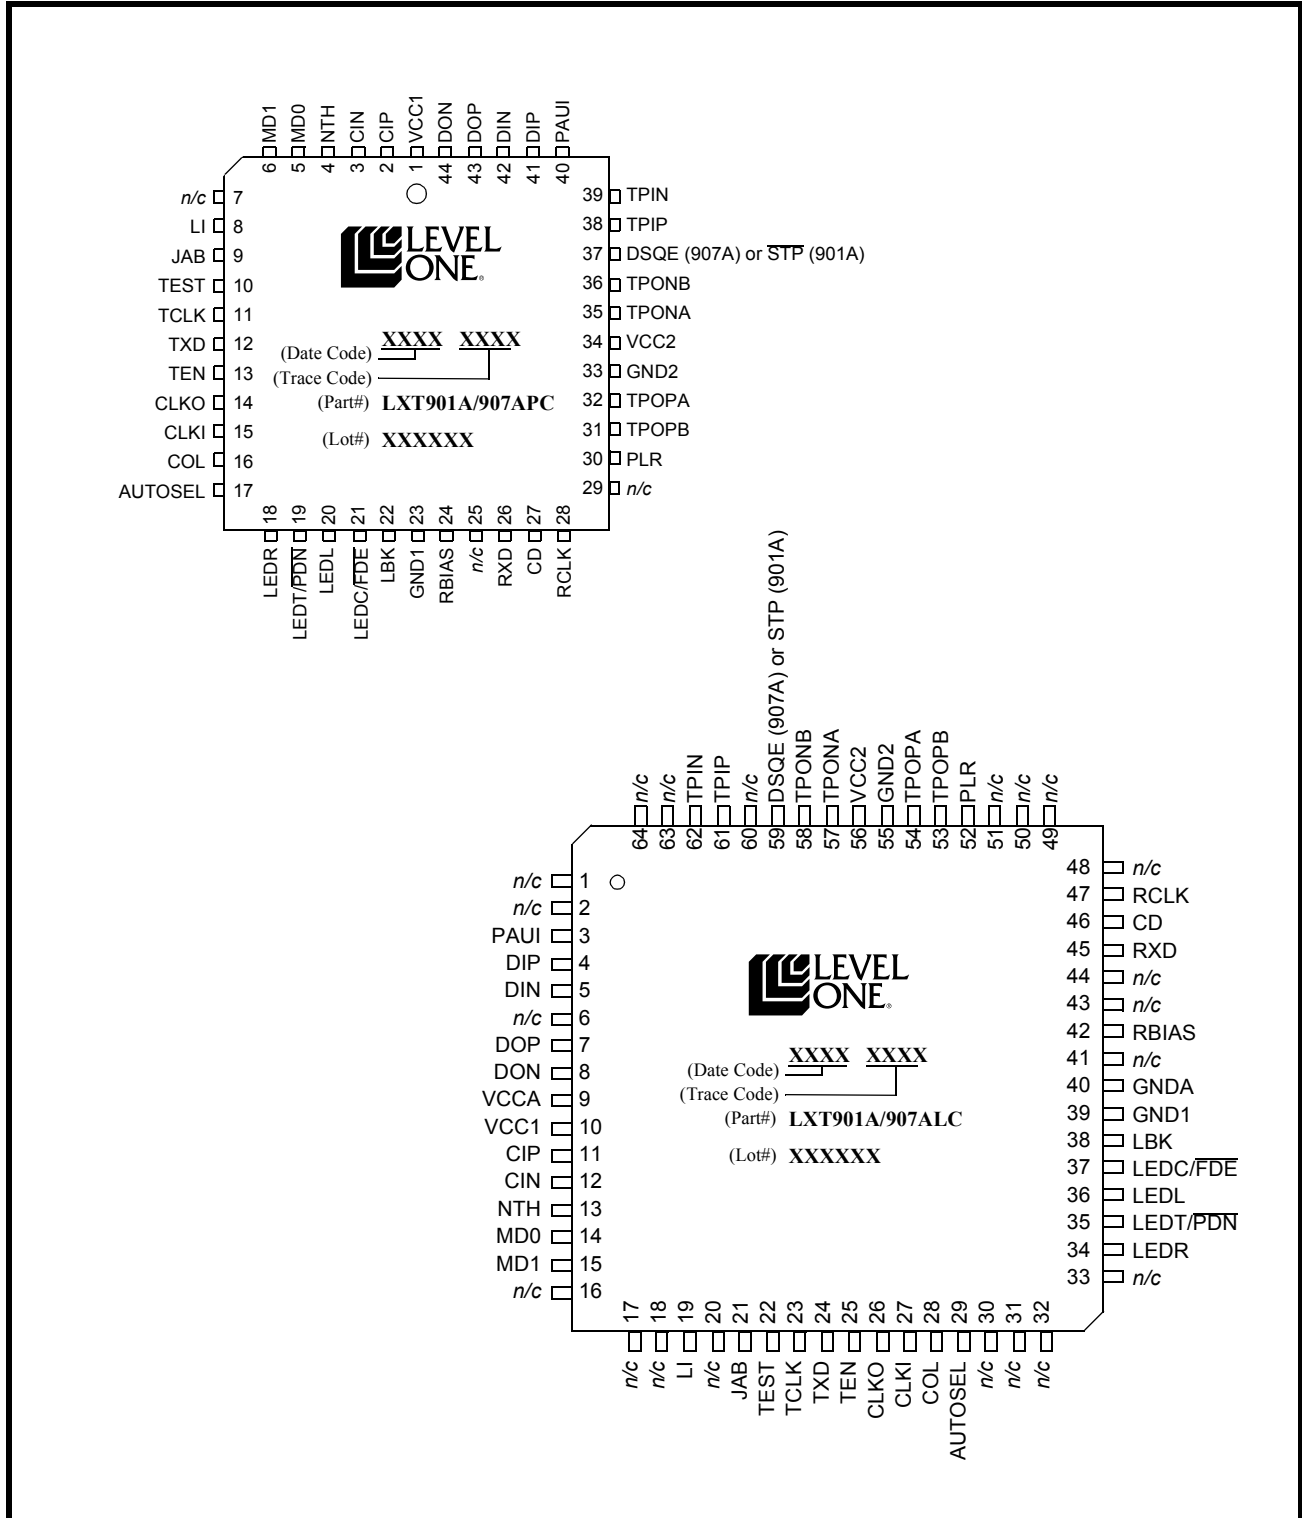 MD1 MD0 NTH CIN CIP VCC1 DON DOP DIN DIP PAUI
6 5 4 3 2 1 44 43 42 41 40
n/c 7
LI 8
JAB 9
TEST 10
TCLK 11
TXD 12
TEN 13
CLKO 14
CLKI 15
COL 16
AUTOSEL 17
LEVEL
ONE®
XXXX XXXX
(Date Code)
(Trace Code)
(Part#) LXT901A/907APC
(Lot#) XXXXXX
39 TPIN
38 TPIP
37 DSQE (907A) or S̅T̅P̅ (901A)
36 TPONB
35 TPONA
34 VCC2
33 GND2
32 TPOPA
31 TPOPB
30 PLR
29 n/c
18 19 20 21 22 23 24 25 26 27 28
LEDR LEDT/P̅D̅N̅ LEDL LEDC/F̅D̅E̅ LBK GND1 RBIAS n/c RXD CD RCLK
n/c n/c TPIN TPIP n/c DSQE (907A) or STP (901A) TPONB TPONA VCC2 GND2 TPOPA TPOPB PLR n/c n/c n/c
64 63 62 61 60 59 58 57 56 55 54 53 52 51 50 49
n/c 1
n/c 2
PAUI 3
DIP 4
DIN 5
n/c 6
DOP 7
DON 8
VCCA 9
VCC1 10
CIP 11
CIN 12
NTH 13
MD0 14
MD1 15
n/c 16
LEVEL
ONE®
XXXX XXXX
(Date Code)
(Trace Code)
(Part#) LXT901A/907ALC
(Lot#) XXXXXX
48 n/c
47 RCLK
46 CD
45 RXD
44 n/c
43 n/c
42 RBIAS
41 n/c
40 GNDA
39 GND1
38 LBK
37 LEDC/F̅D̅E̅
36 LEDL
35 LEDT/P̅D̅N̅
34 LEDR
33 n/c
17 18 19 20 21 22 23 24 25 26 27 28 29 30 31 32
n/c n/c LI n/c JAB TEST TCLK TXD TEN CLKO CLKI COL AUTOSEL n/c n/c n/c